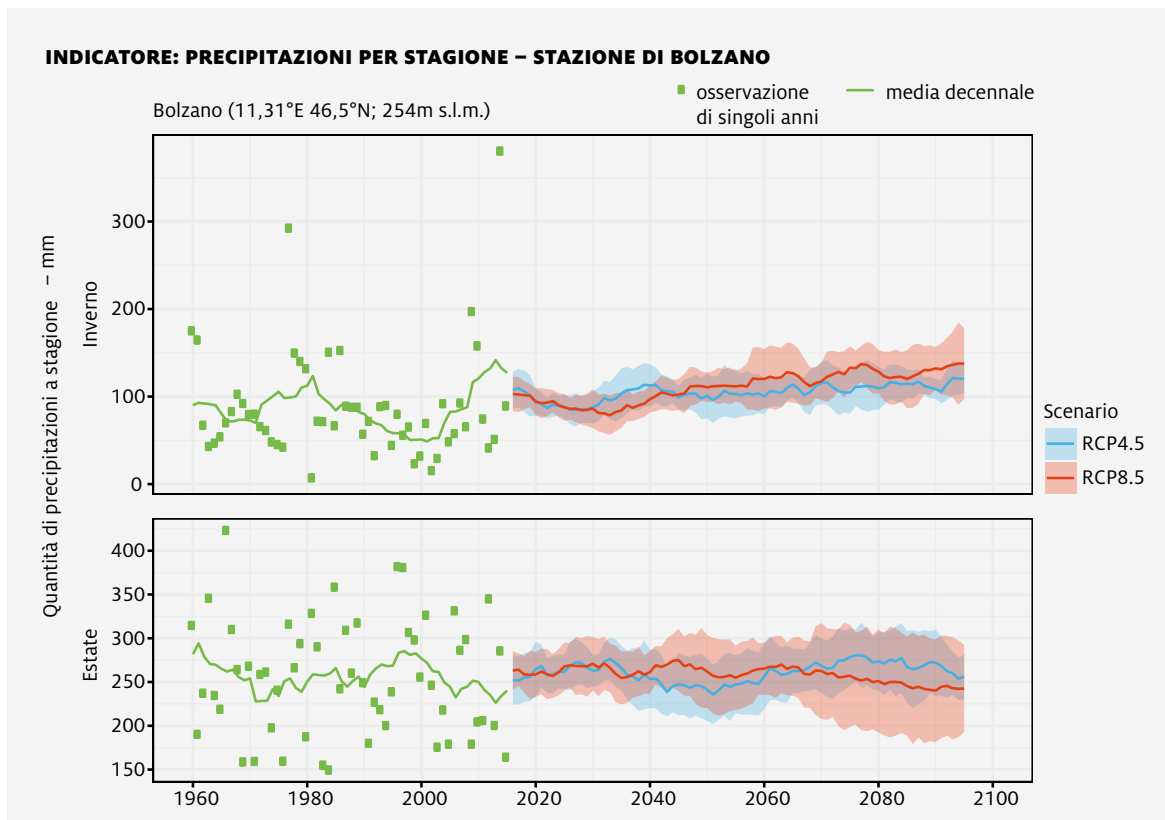 INDICATORE: PRECIPITAZIONI PER STAGIONE – STAZIONE DI BOLZANO
Bolzano (11,31°E 46,5°N; 254m s.l.m.)
osservazione
di singoli anni
media decennale
Quantità di precipitazioni a stagione – mm
Inverno
300
200
100
0
Scenario
RCP4.5
RCP8.5
Estate
400
350
300
250
200
150
1960 1980 2000 2020 2040 2060 2080 2100